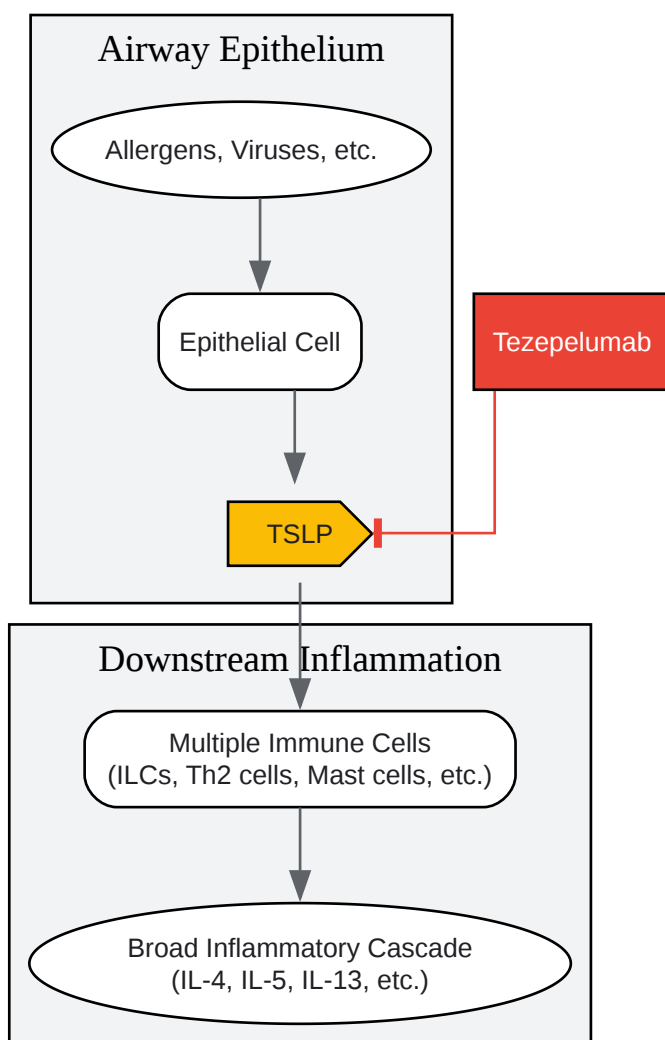 Airway Epithelium
Allergens, Viruses, etc.
Epithelial Cell
Tezepelumab
TSLP
Downstream Inflammation
Multiple Immune Cells
(ILCs, Th2 cells, Mast cells, etc.)
Broad Inflammatory Cascade
(IL-4, IL-5, IL-13, etc.)